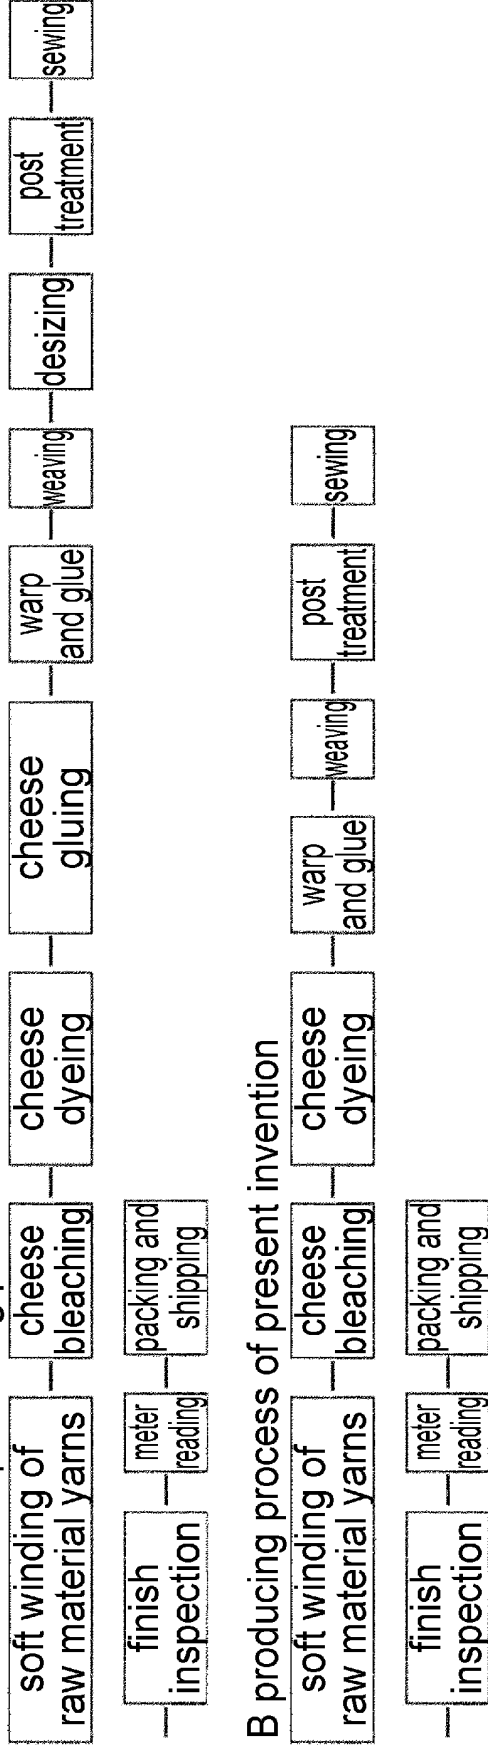 soft winding of
raw material yarns
cheese
bleaching
cheese
dyeing
cheese
gluing
warp
and glue
weaving
desizing
post
treatment
sewing
finish
inspection
meter
reading
packing and
shipping
B producing process of present invention
soft winding of
raw material yarns
cheese
bleaching
cheese
dyeing
warp
and glue
weaving
post
treatment
sewing
finish
inspection
meter
reading
packing and
shipping